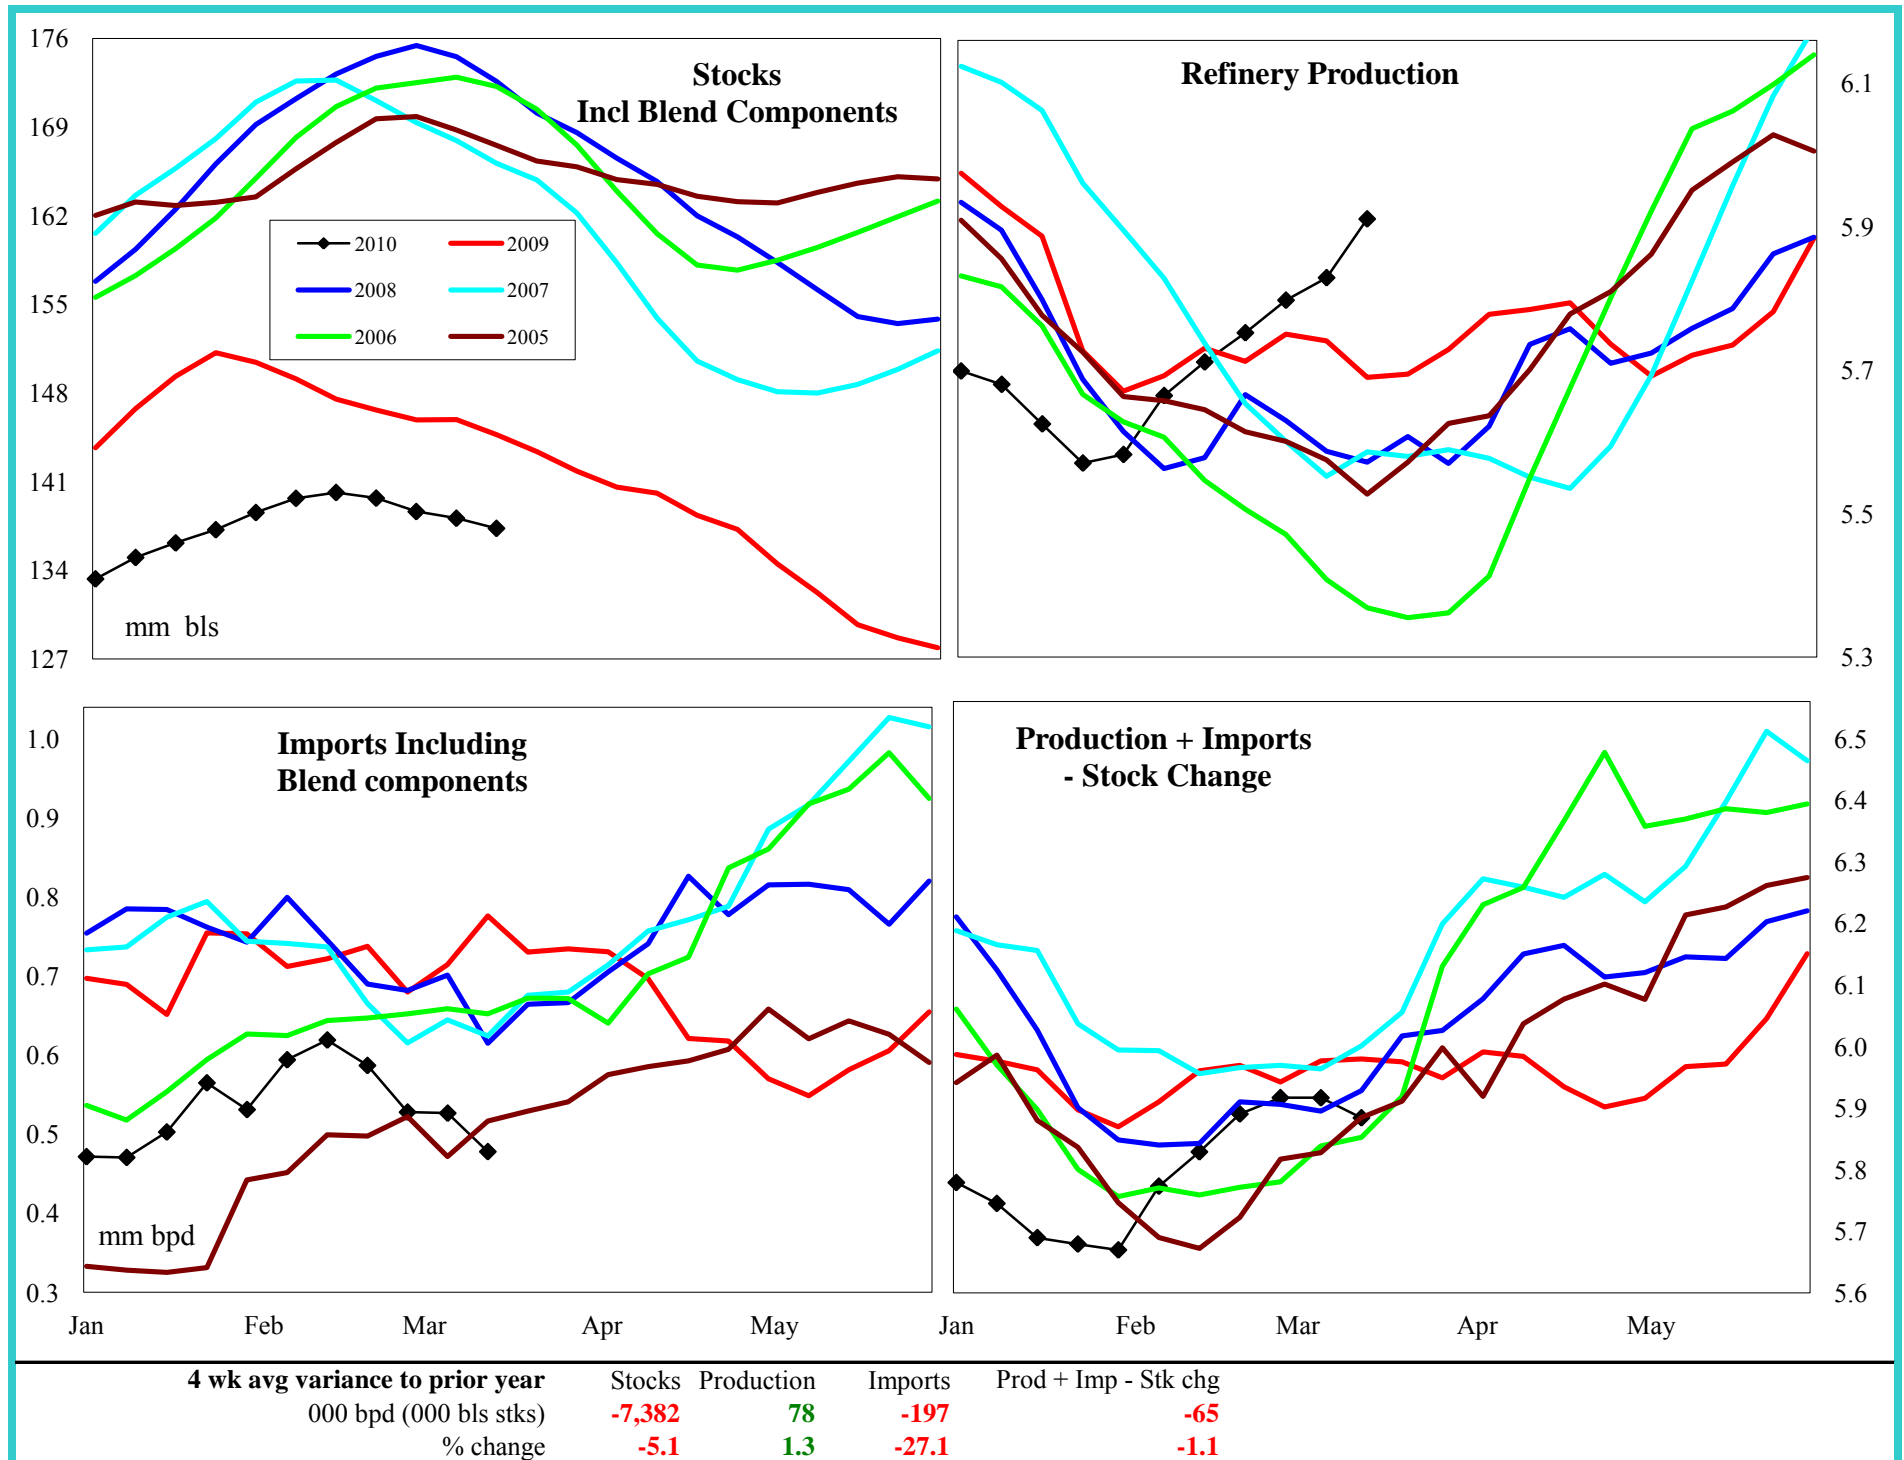 176
169
162
155
148
141
134
127
Stocks
Incl Blend Components
2010 2009
2008 2007
2006 2005
mm bls
Refinery Production
6.1
5.9
5.7
5.5
5.3
1.0
0.9
0.8
0.7
0.6
0.5
0.4
0.3
Imports Including
Blend components
mm bpd
Jan Feb Mar Apr May
Production + Imports
- Stock Change
6.5
6.4
6.3
6.2
6.1
6.0
5.9
5.8
5.7
5.6
Jan Feb Mar Apr May
4 wk avg variance to prior year Stocks Production Imports Prod + Imp - Stk chg
000 bpd (000 bls stks) -7,382 78 -197 -65
% change -5.1 1.3 -27.1 -1.1